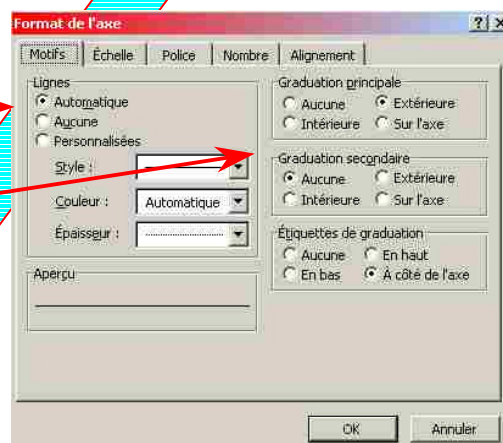 Format de l'axe
Motifs Échelle Police Nombre Alignement
Lignes
Automatique
Aucune
Personnalisées
Style :
Couleur : Automatique
Épaisseur :
Aperçu
Graduation principale
Aucune Extérieure
Intérieure Sur l'axe
Graduation secondaire
Aucune Extérieure
Intérieure Sur l'axe
Étiquettes de graduation
Aucune En haut
En bas À côté de l'axe
OK Annuler